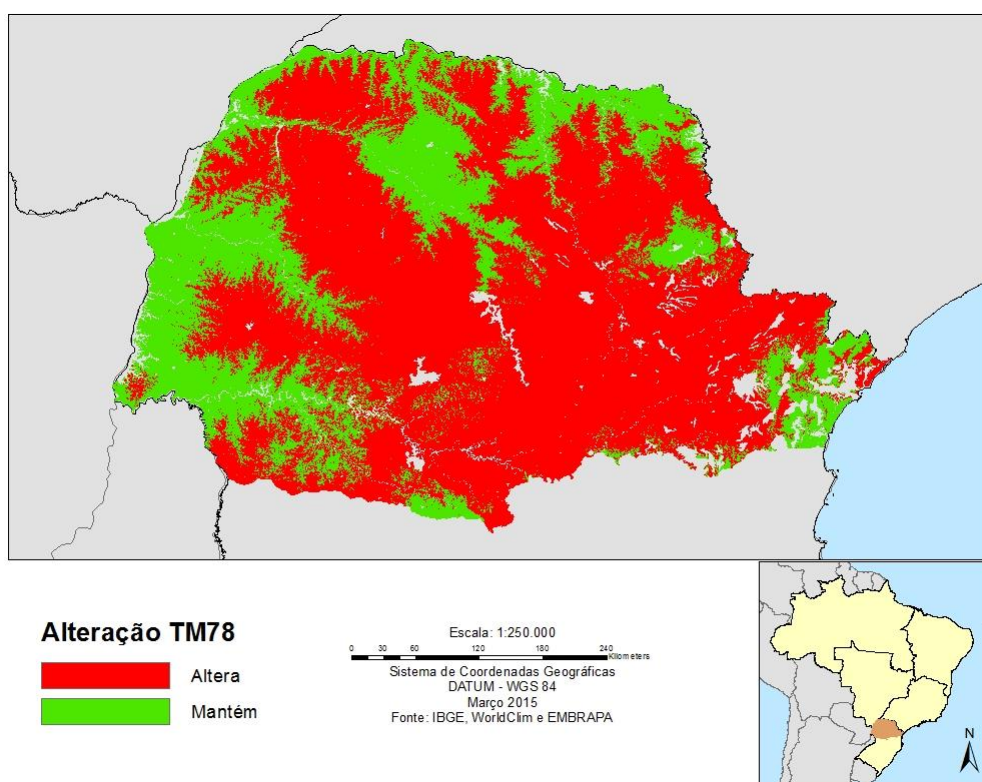 Alteração TM78
Altera
Mantém
Escala: 1:250.000
0 30 60 120 180 240
Kilometers
Sistema de Coordenadas Geográficas
DATUM - WGS 84
Março 2015
Fonte: IBGE, WorldClim e EMBRAPA
N